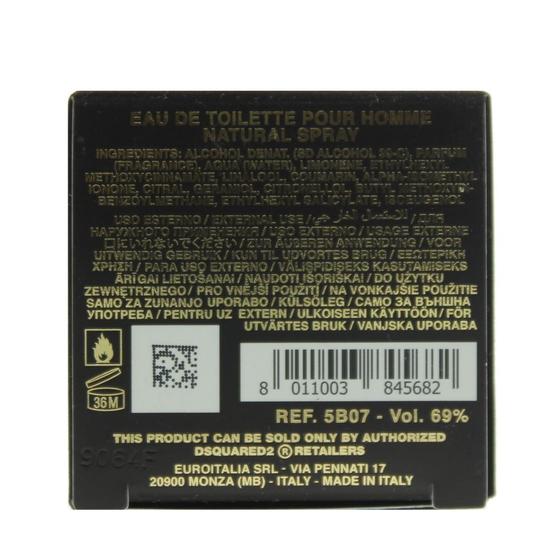 EAU DE TOILETTE POUR HOMME
NATURAL SPRAY
INGREDIENTS: ALCOHOL DENAT. (SD ALCOHOL 39-C), PARFUM
(FRAGRANCE), AQUA (WATER), LIMONENE, ETHYLHEXYL
METHOXYCINNAMATE, LINALOOL, COUMARIN, ALPHA-ISOMETHYL
IONONE, CITRAL, GERANIOL, CITRONELLOL, BUTYL METHOXYDI-
BENZOYLMETHANE, ETHYLHEXYL SALICYLATE, ISOEUGENOL
USO ESTERNO / EXTERNAL USE / الاستعمال الخارجي / ДЛЯ
НАРУЖНОГО ПРИМЕНЕНИЯ / USO EXTERNO / USAGE EXTERNE
口にいれないでください / ZUR ÄUßEREN ANWENDUNG / VOOR
UITWENDIG GEBRUIK / KUN TIL UDVORTES BRUG / ΕΞΩΤΕΡΙΚΗ
ΧΡΗΣΗ / PARA USO EXTERNO / VÄLISPIDISEKS KASUTAMISEKS
ĀRĪGAI LIETOŠANAI / NAUDOTI IŠORIŠKAI / DO UŻYTKU
ZEWNĘTRZNEGO / PRO VNĚJŠÍ POUŽITÍ / NA VONKAJŠIE POUŽITIE
SAMO ZA ZUNANJO UPORABO / KÜLSŐLEG / САМО ЗА ВЪНШНА
УПОТРЕБА / PENTRU UZ EXTERN / ULKOISEEN KÄYTTÖÖN / FÖR
UTVÄRTES BRUK / VANJSKA UPORABA
36M
8 011003 845682
REF. 5B07 - Vol. 69%
THIS PRODUCT CAN BE SOLD ONLY BY AUTHORIZED
DSQUARED2 ® RETAILERS
9064F
EUROITALIA SRL - VIA PENNATI 17
20900 MONZA (MB) - ITALY - MADE IN ITALY